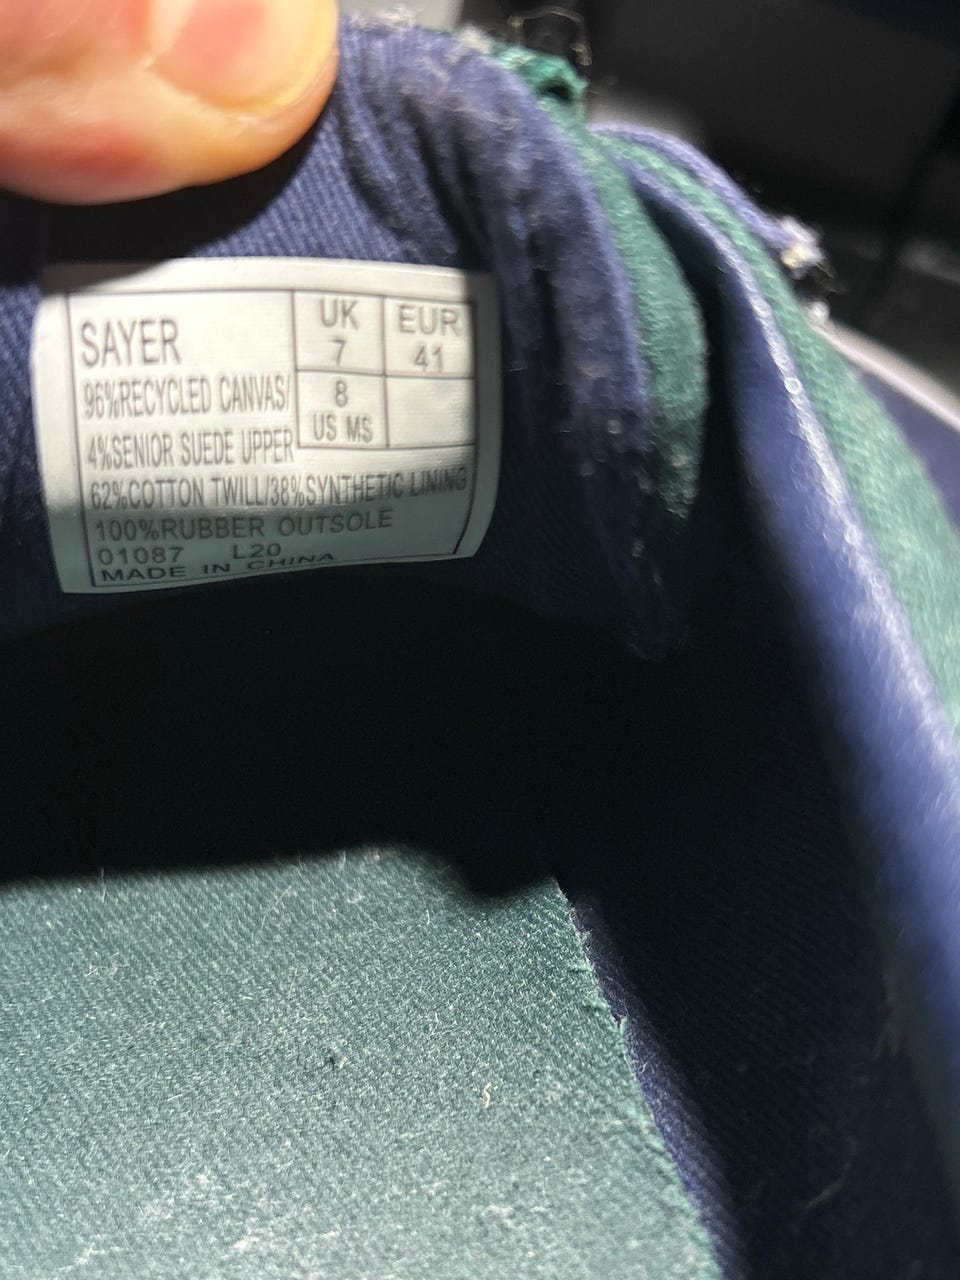 SAYER
UK
7
EUR
41
8
US MS
96%RECYCLED CANVAS/
4%SENIOR SUEDE UPPER
62%COTTON TWILL/38%SYNTHETIC LINING
100%RUBBER OUTSOLE
01087 L20
MADE IN CHINA